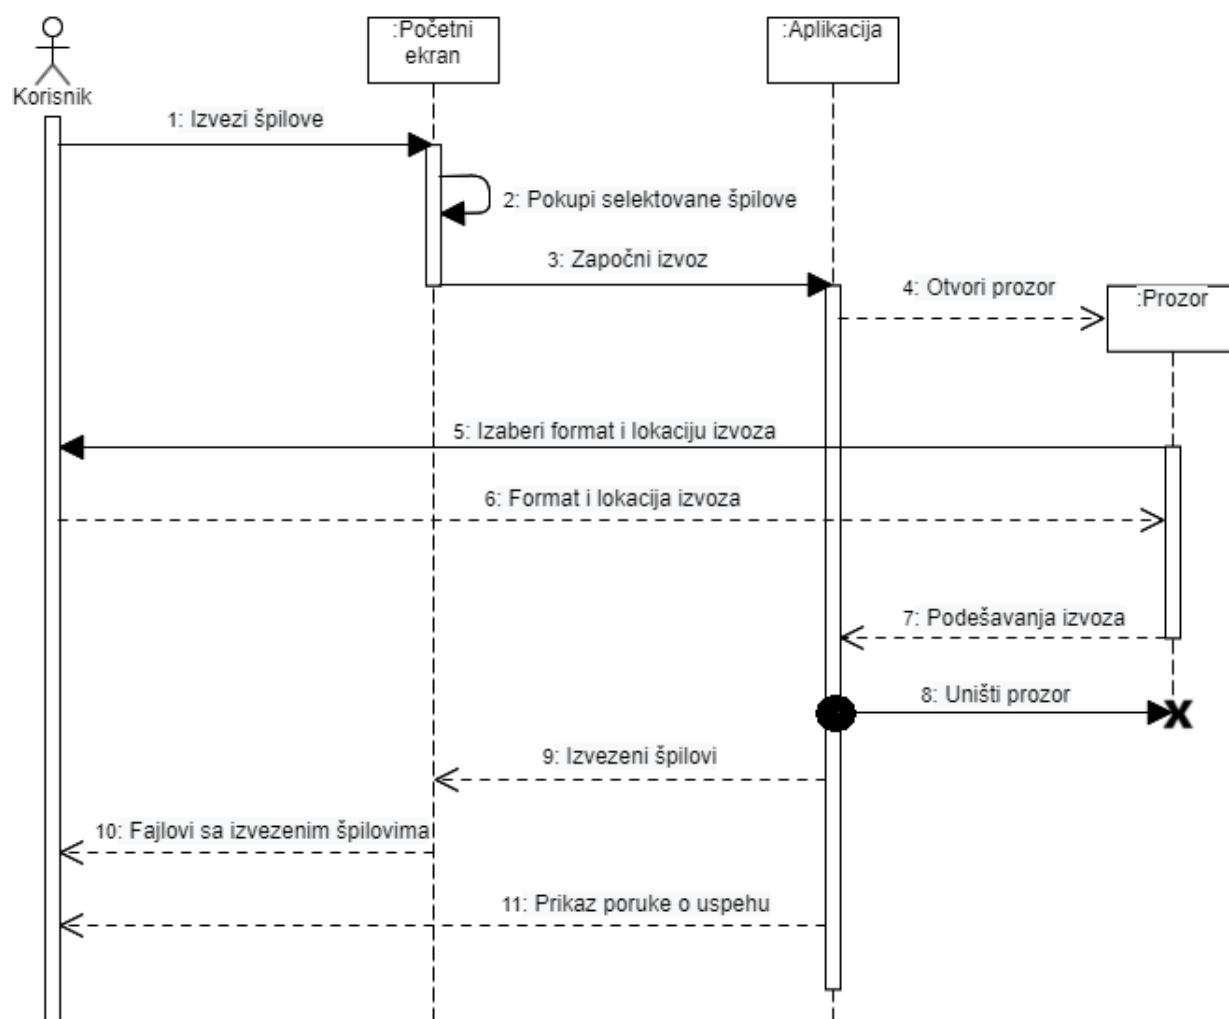 :Početni
ekran
:Aplikacija
Korisnik
1: Izvezi špilove
2: Pokupi selektovane špilove
3: Započni izvoz
4: Otvori prozor
:Prozor
5: Izaberi format i lokaciju izvoza
6: Format i lokacija izvoza
7: Podešavanja izvoza
8: Uništi prozor
9: Izvezeni špilovi
10: Fajlovi sa izvezenim špilovima
11: Prikaz poruke o uspehu